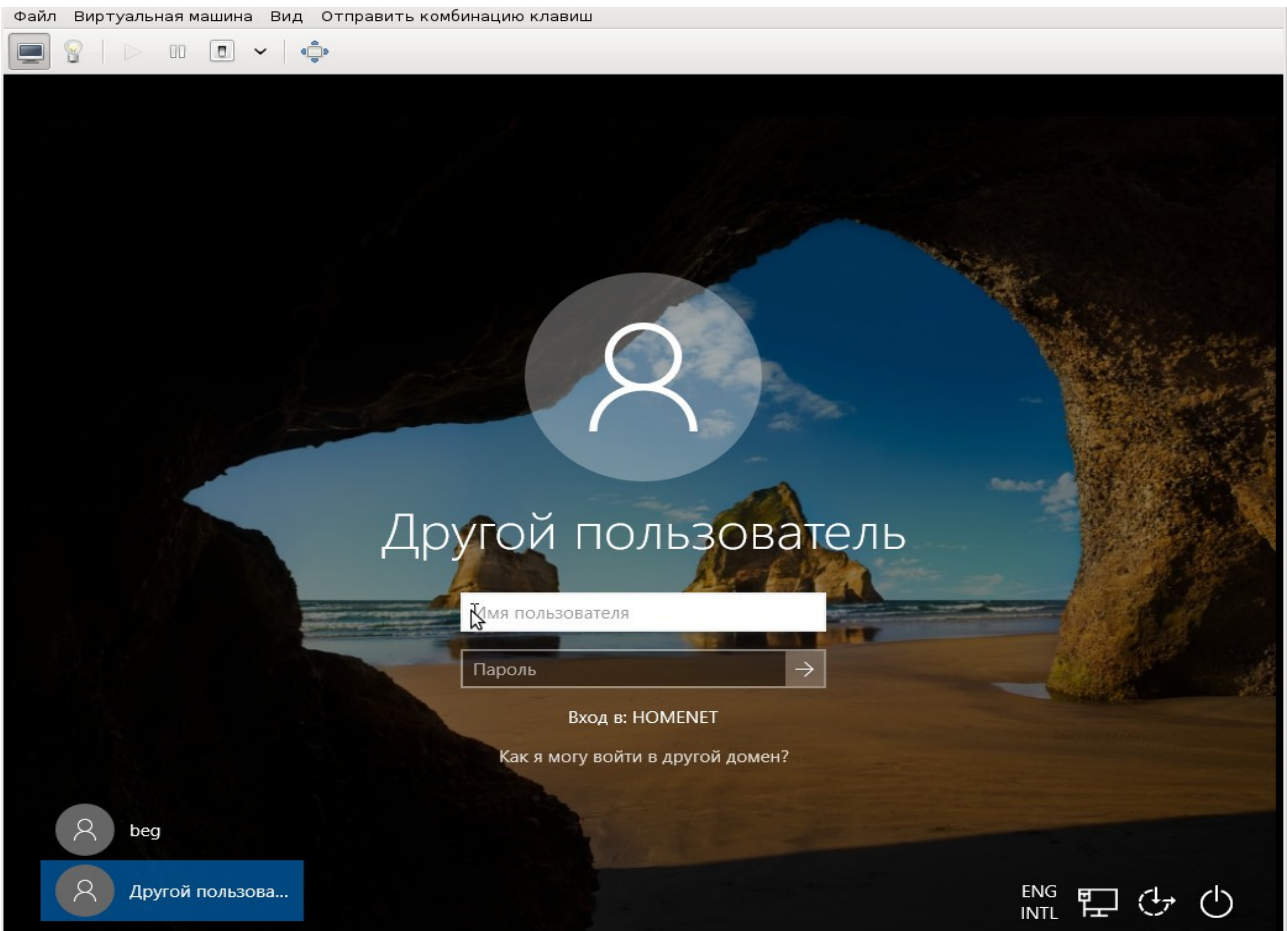 Файл Виртуальная машина Вид Отправить комбинацию клавиш
Другой пользователь
Имя пользователя
Пароль
Вход в: HOMENET
Как я могу войти в другой домен?
beg
Другой пользова...
ENG
INTL